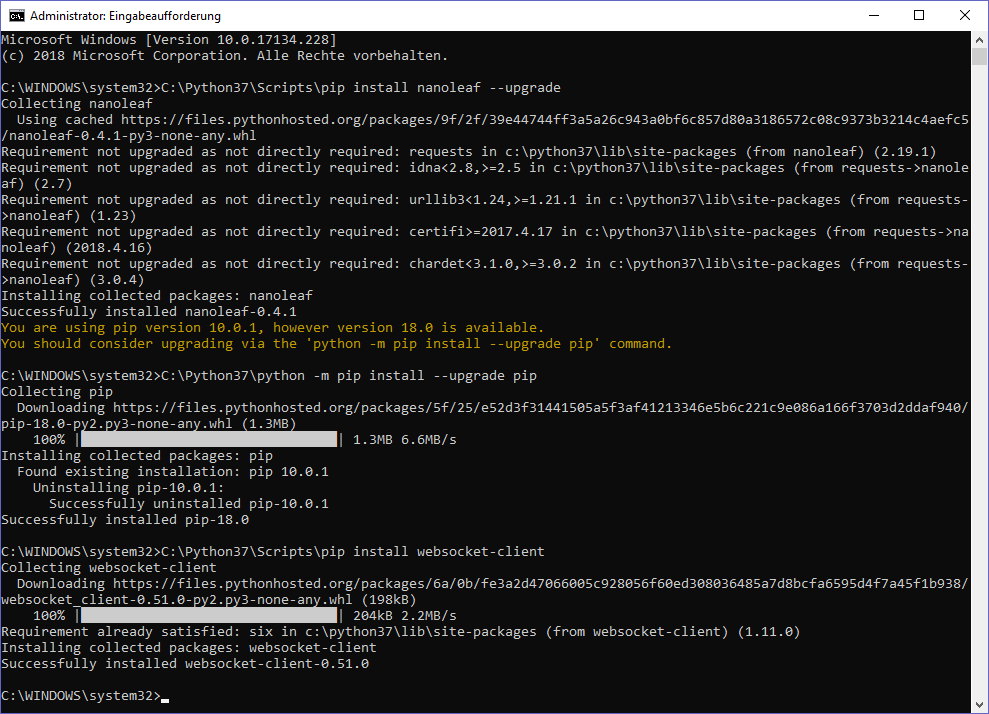 Administrator: Eingabeaufforderung
Microsoft Windows [Version 10.0.17134.228]
(c) 2018 Microsoft Corporation. Alle Rechte vorbehalten.
C:\WINDOWS\system32>C:\Python37\Scripts\pip install nanoleaf --upgrade
Collecting nanoleaf
  Using cached https://files.pythonhosted.org/packages/9f/2f/39e44744ff3a5a26c943a0bf6c857d80a3186572c08c9373b3214c4aefc5
/nanoleaf-0.4.1-py3-none-any.whl
Requirement not upgraded as not directly required: requests in c:\python37\lib\site-packages (from nanoleaf) (2.19.1)
Requirement not upgraded as not directly required: idna<2.8,>=2.5 in c:\python37\lib\site-packages (from requests->nanole
af) (2.7)
Requirement not upgraded as not directly required: urllib3<1.24,>=1.21.1 in c:\python37\lib\site-packages (from requests-
>nanoleaf) (1.23)
Requirement not upgraded as not directly required: certifi>=2017.4.17 in c:\python37\lib\site-packages (from requests->na
noleaf) (2018.4.16)
Requirement not upgraded as not directly required: chardet<3.1.0,>=3.0.2 in c:\python37\lib\site-packages (from requests-
>nanoleaf) (3.0.4)
Installing collected packages: nanoleaf
Successfully installed nanoleaf-0.4.1
You are using pip version 10.0.1, however version 18.0 is available.
You should consider upgrading via the 'python -m pip install --upgrade pip' command.
C:\WINDOWS\system32>C:\Python37\python -m pip install --upgrade pip
Collecting pip
  Downloading https://files.pythonhosted.org/packages/5f/25/e52d3f31441505a5f3af41213346e5b6c221c9e086a166f3703d2ddaf940/
pip-18.0-py2.py3-none-any.whl (1.3MB)
    100% |████████████████████████████████| 1.3MB 6.6MB/s
Installing collected packages: pip
  Found existing installation: pip 10.0.1
    Uninstalling pip-10.0.1:
      Successfully uninstalled pip-10.0.1
Successfully installed pip-18.0
C:\WINDOWS\system32>C:\Python37\Scripts\pip install websocket-client
Collecting websocket-client
  Downloading https://files.pythonhosted.org/packages/6a/0b/fe3a2d47066005c928056f60ed308036485a7d8bcfa6595d4f7a45f1b938/
websocket_client-0.51.0-py2.py3-none-any.whl (198kB)
    100% |████████████████████████████████| 204kB 2.2MB/s
Requirement already satisfied: six in c:\python37\lib\site-packages (from websocket-client) (1.11.0)
Installing collected packages: websocket-client
Successfully installed websocket-client-0.51.0
C:\WINDOWS\system32>